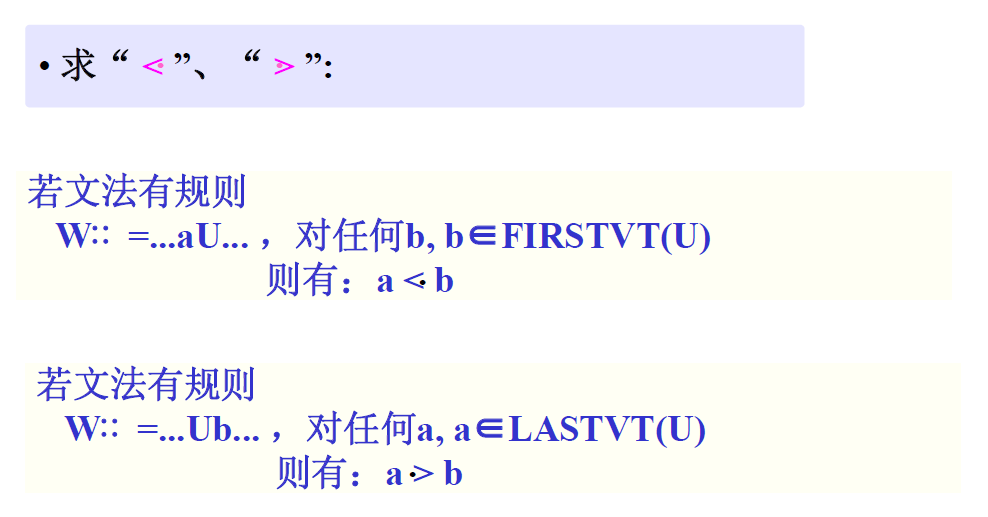 • 求“⋖”、“⋗”:
若文法有规则
W∷ =...aU... ，对任何b, b∈FIRSTVT(U)
则有：a ⋖ b
若文法有规则
W∷ =...Ub... ，对任何a, a∈LASTVT(U)
则有：a ⋗ b